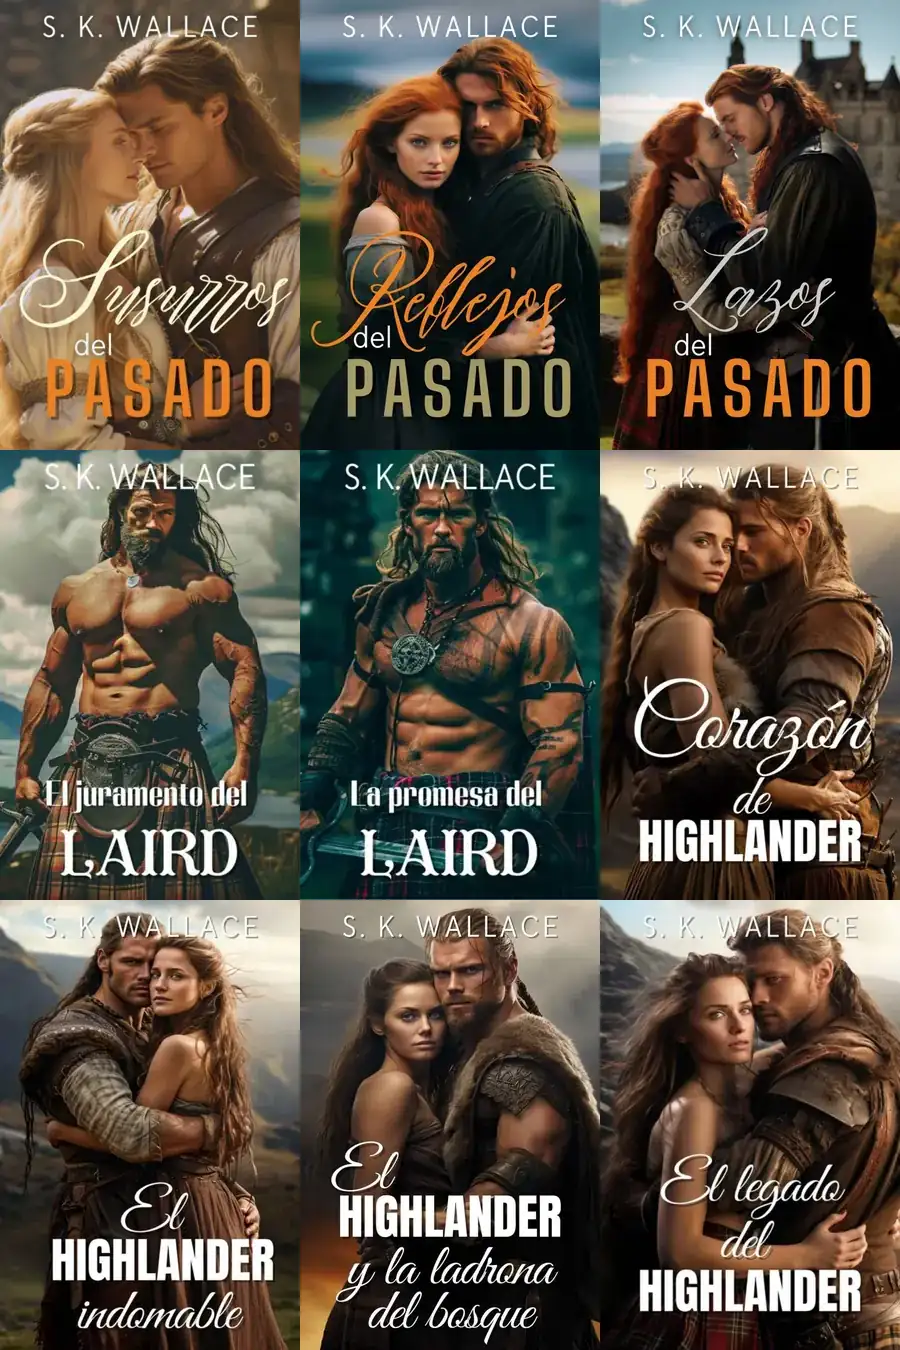 S. K. WALLACE
Susurros
del
PASADO
S. K. WALLACE
Reflejos
del
PASADO
S. K. WALLACE
Lazos
del
PASADO
S. K. WALLACE
El juramento del
LAIRD
S. K. WALLACE
La promesa del
LAIRD
S. K. WALLACE
Corazón
de
HIGHLANDER
S. K. WALLACE
El
HIGHLANDER
indomable
S. K. WALLACE
El
HIGHLANDER
y la ladrona
del bosque
S. K. WALLACE
El legado
del
HIGHLANDER